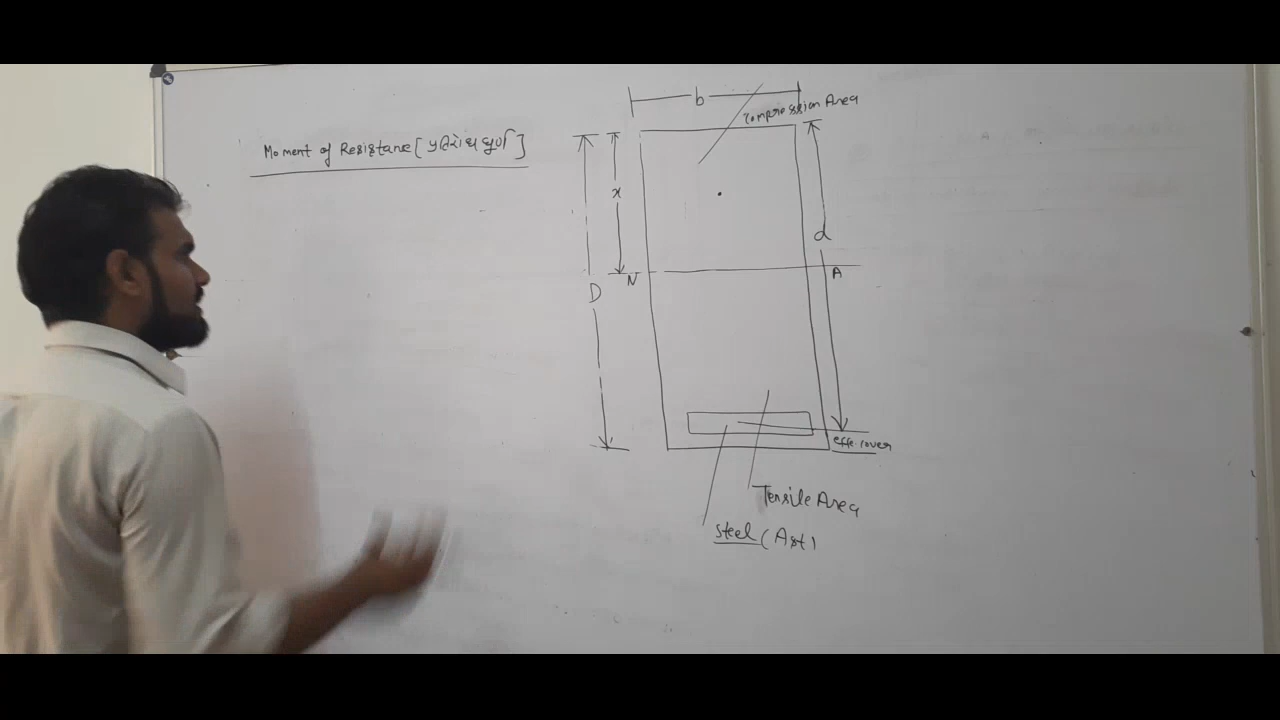 b
Compression Area
Moment of Resistance [ પ્રતિરોધ ઘૂર્ણ ]
x
d
N
A
D
effe. cover
Tensile Area
Steel (Ast)